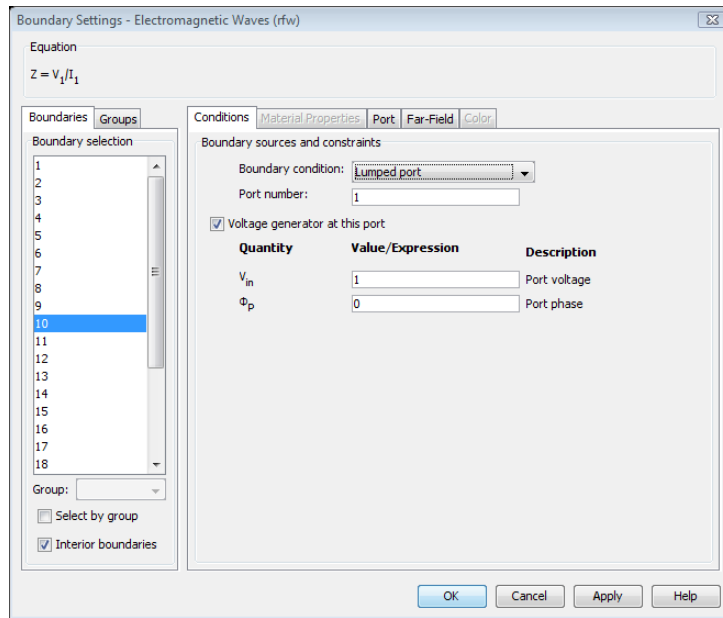 Boundary Settings - Electromagnetic Waves (rfw)
Equation
Z = V1/I1
Boundaries Groups
Boundary selection
1
2
3
4
5
6
7
8
9
10
11
12
13
14
15
16
17
18
Group:
Select by group
Interior boundaries
Conditions Material Properties Port Far-Field Color
Boundary sources and constraints
Boundary condition: Lumped port
Port number: 1
Voltage generator at this port
Quantity Value/Expression Description
Vin 1 Port voltage
Φp 0 Port phase
OK Cancel Apply Help